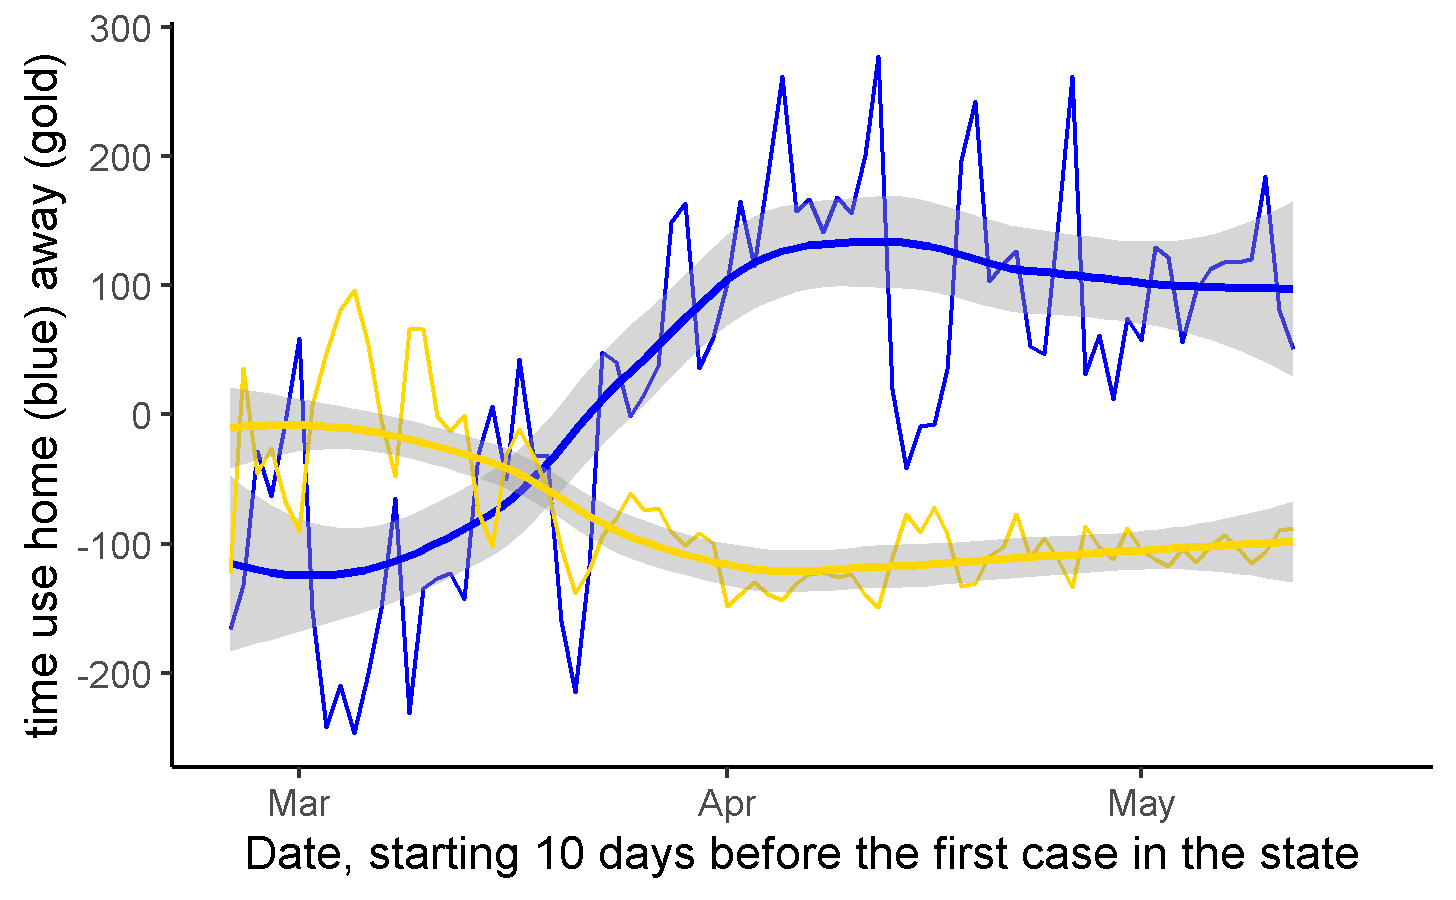 time use home (blue) away (gold)
300
200
100
0
-100
-200
Mar Apr May
Date, starting 10 days before the first case in the state